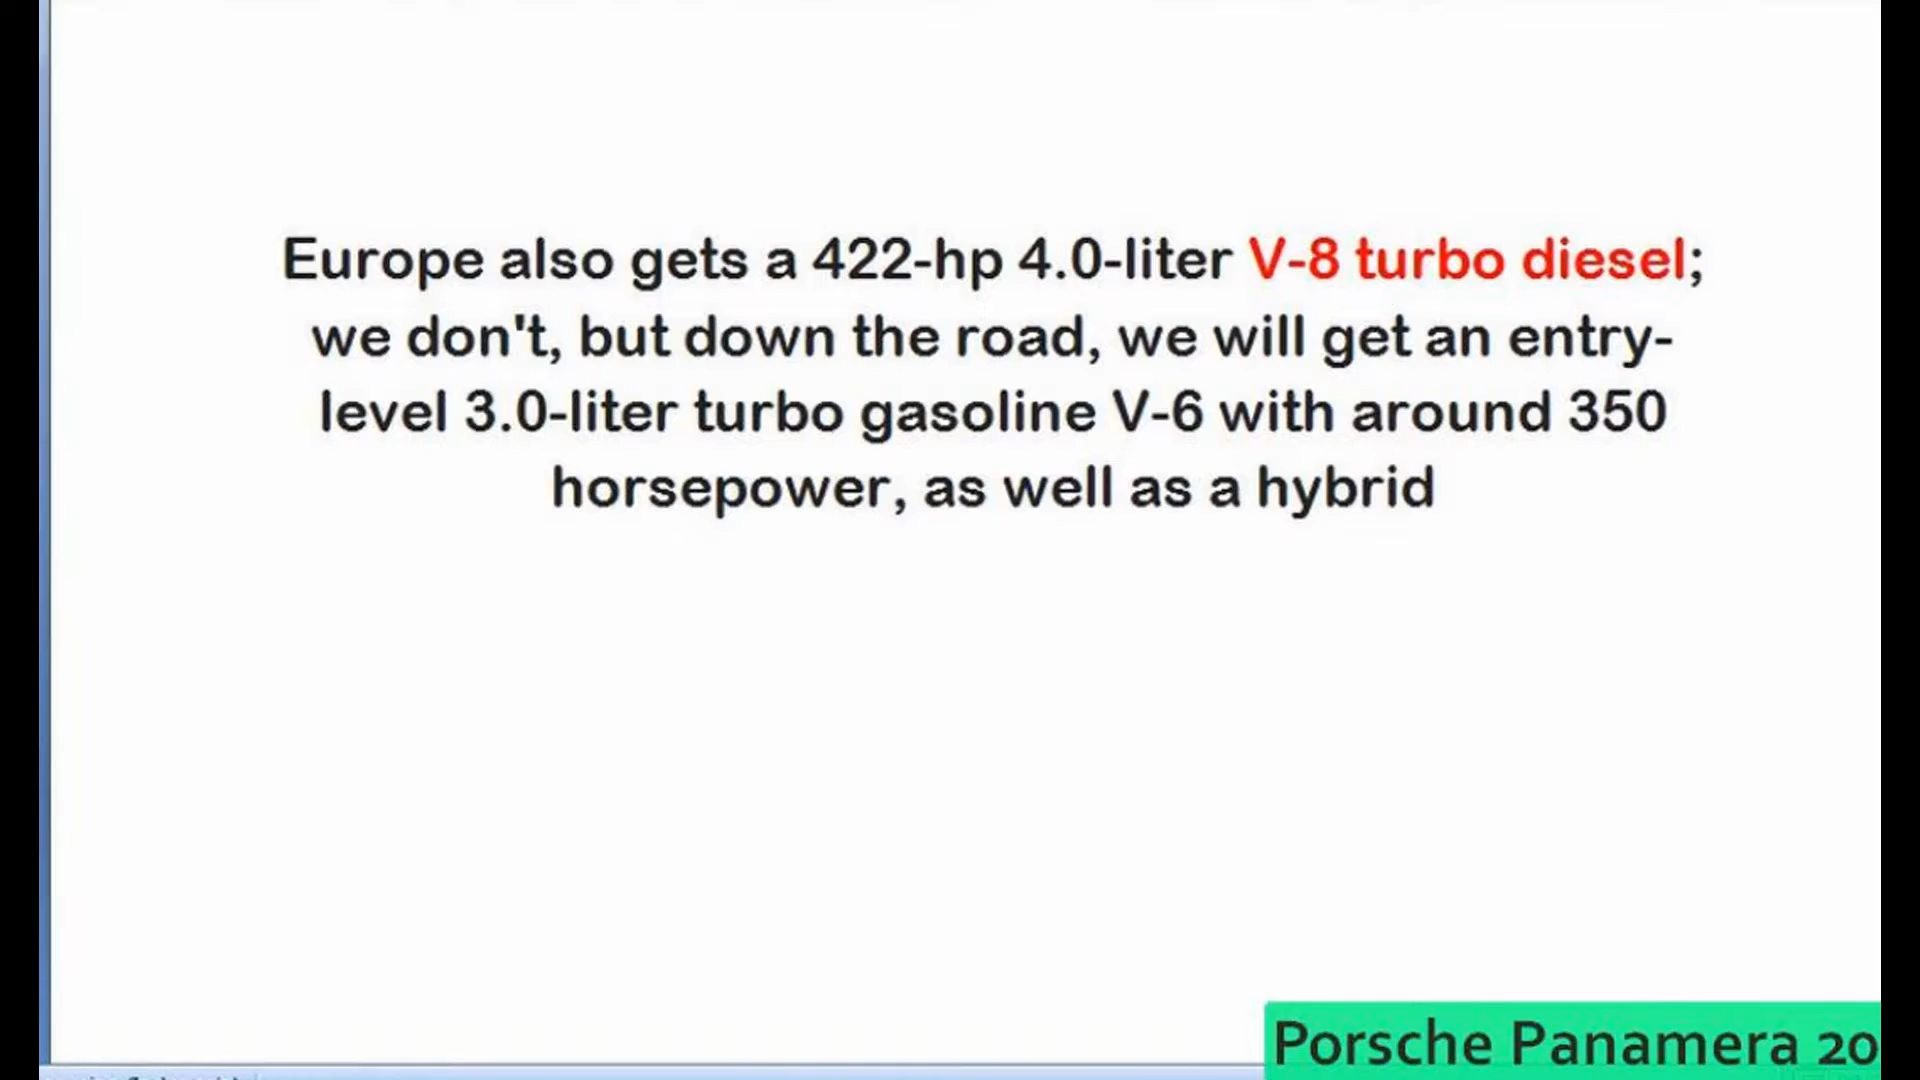 Europe also gets a 422-hp 4.0-liter V-8 turbo diesel;
we don't, but down the road, we will get an entry-
level 3.0-liter turbo gasoline V-6 with around 350
horsepower, as well as a hybrid
Porsche Panamera 20